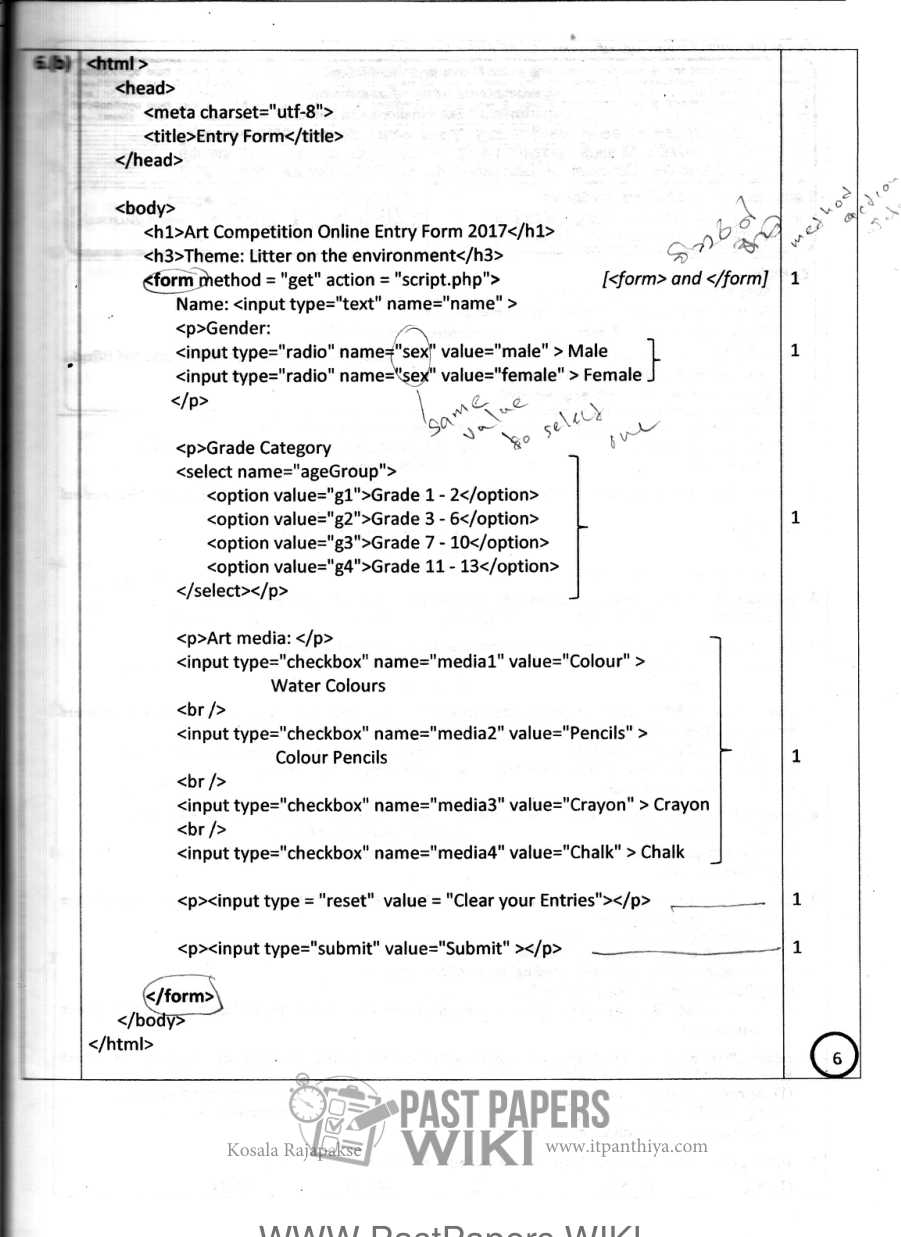 <html >
<head>
<meta charset="utf-8">
<title>Entry Form</title>
</head>
<body>
<h1>Art Competition Online Entry Form 2017</h1>
<h3>Theme: Litter on the environment</h3>
<form method = "get" action = "script.php"> [<form> and </form] 1
method
action
Name: <input type="text" name="name" >
<p>Gender:
<input type="radio" name="sex" value="male" > Male 1
<input type="radio" name="sex" value="female" > Female
</p>
same
value
to select
one
<p>Grade Category
<select name="ageGroup">
<option value="g1">Grade 1 - 2</option>
<option value="g2">Grade 3 - 6</option> 1
<option value="g3">Grade 7 - 10</option>
<option value="g4">Grade 11 - 13</option>
</select></p>
<p>Art media: </p>
<input type="checkbox" name="media1" value="Colour" >
Water Colours
<br />
<input type="checkbox" name="media2" value="Pencils" >
Colour Pencils 1
<br />
<input type="checkbox" name="media3" value="Crayon" > Crayon
<br />
<input type="checkbox" name="media4" value="Chalk" > Chalk
<p><input type = "reset" value = "Clear your Entries"></p> 1
<p><input type="submit" value="Submit" ></p> 1
</form>
</body>
</html>
6
PAST PAPERS
WIKI
Kosala Rajapakse
www.itpanthiya.com
WWW.PastPapers.WIKI